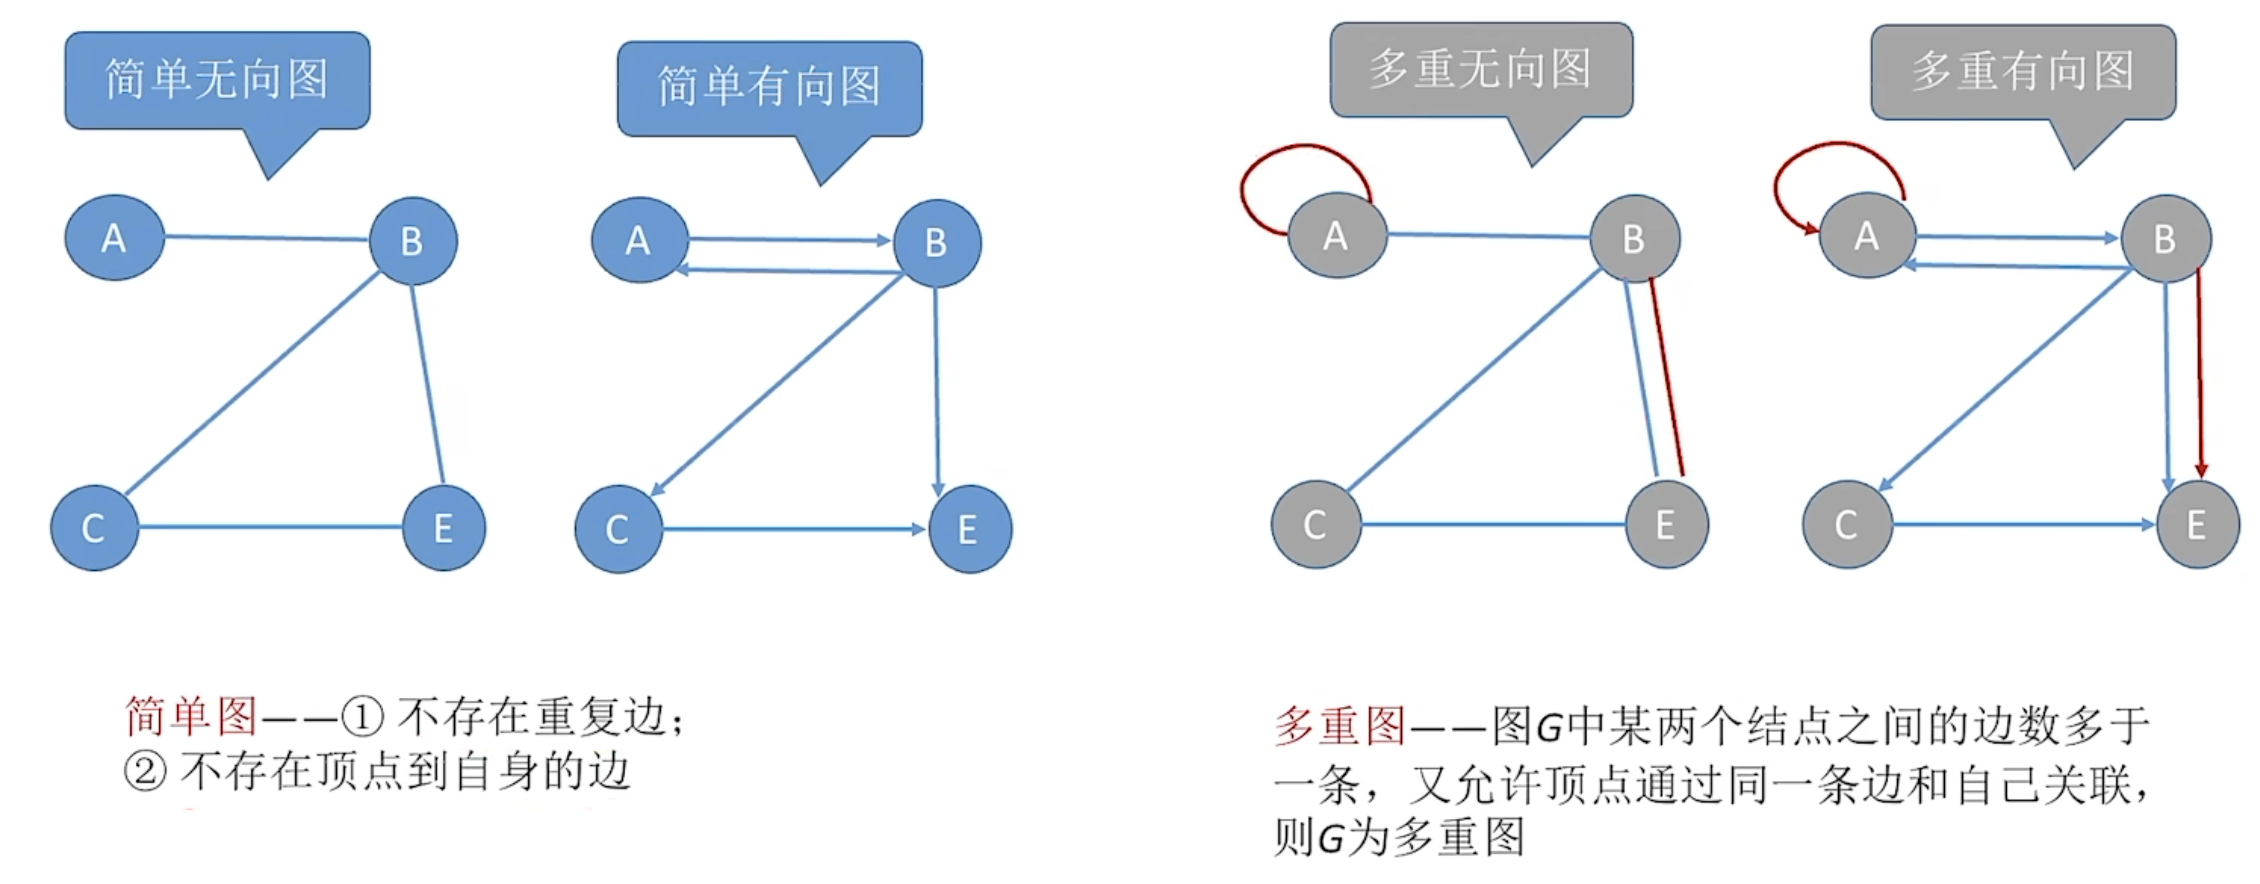 简单无向图
简单有向图
多重无向图
多重有向图
A
B
A
B
A
B
A
B
C
E
C
E
C
E
C
E
简单图——① 不存在重复边；
② 不存在顶点到自身的边
多重图——图G中某两个结点之间的边数多于
一条，又允许顶点通过同一条边和自己关联，
则G为多重图